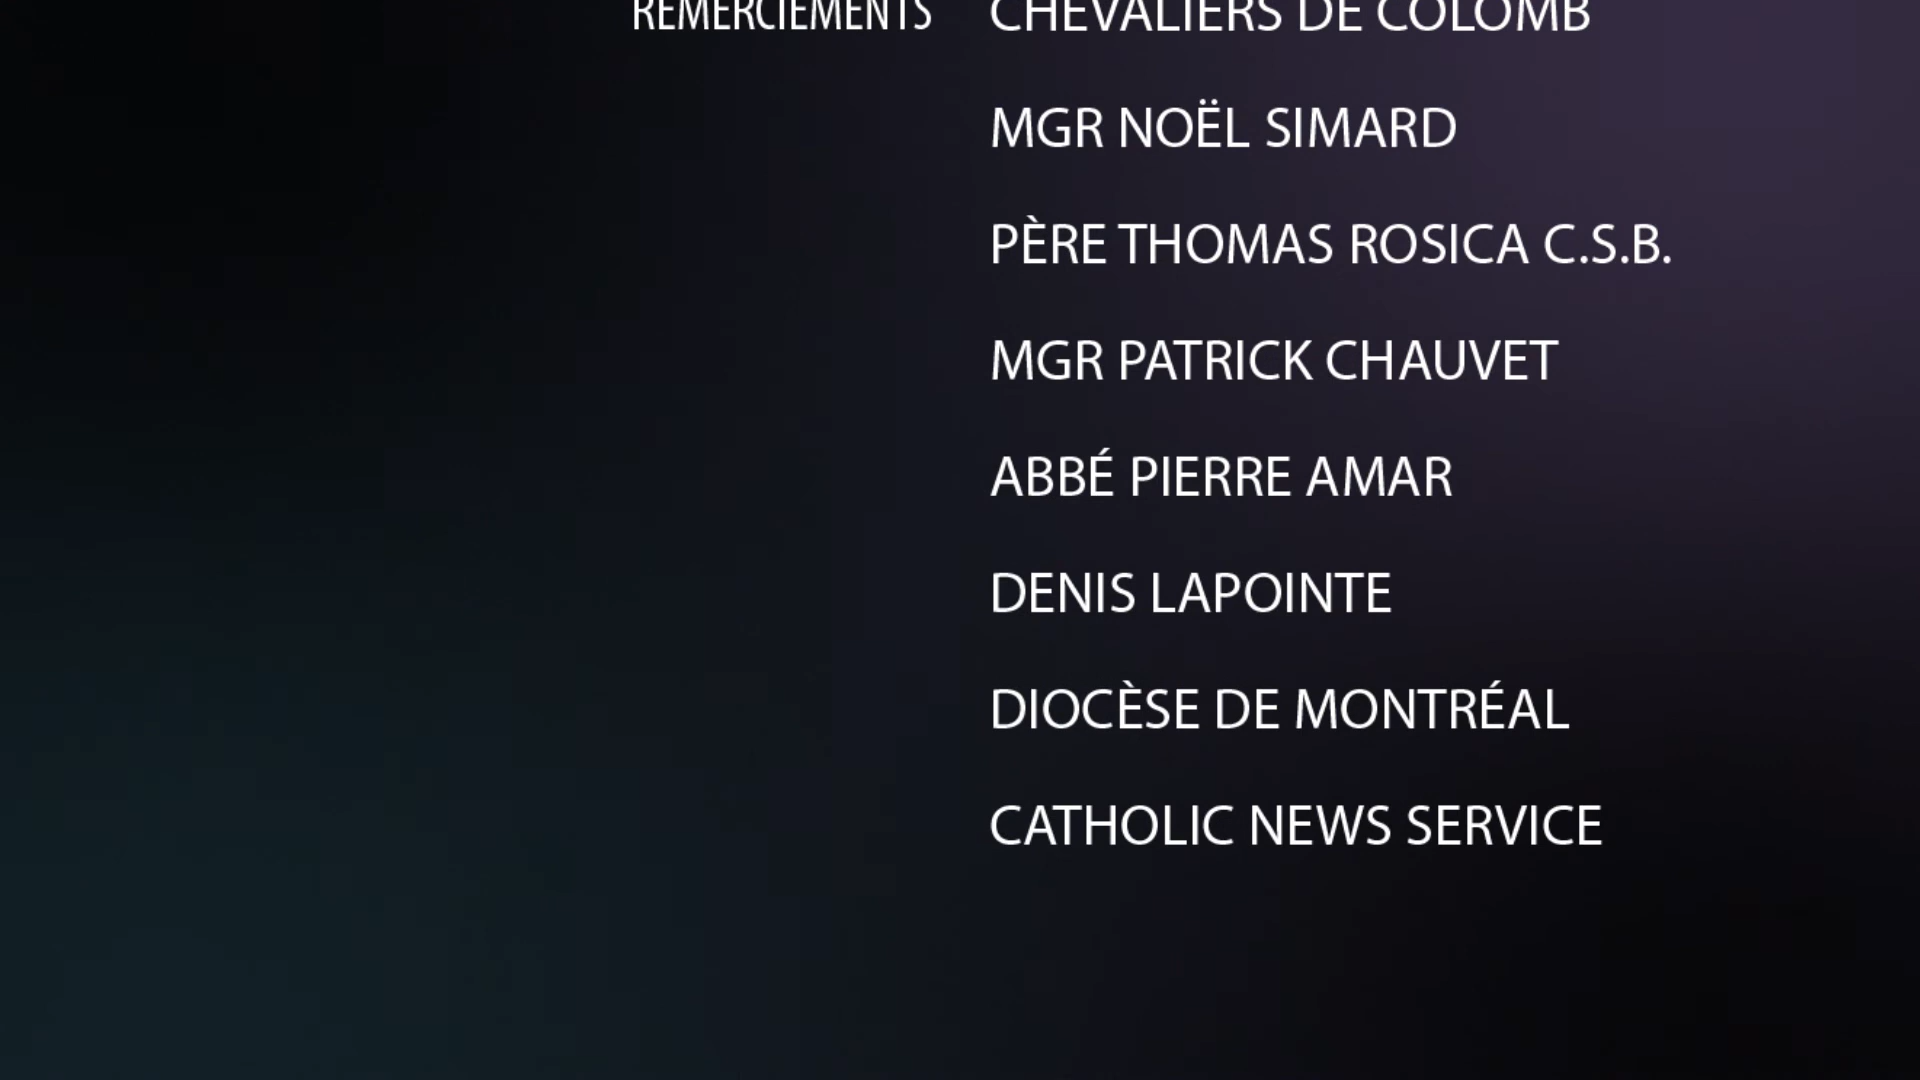 REMERCIEMENTS CHEVALIERS DE COLOMB
MGR NOËL SIMARD
PÈRE THOMAS ROSICA C.S.B.
MGR PATRICK CHAUVET
ABBÉ PIERRE AMAR
DENIS LAPOINTE
DIOCÈSE DE MONTRÉAL
CATHOLIC NEWS SERVICE